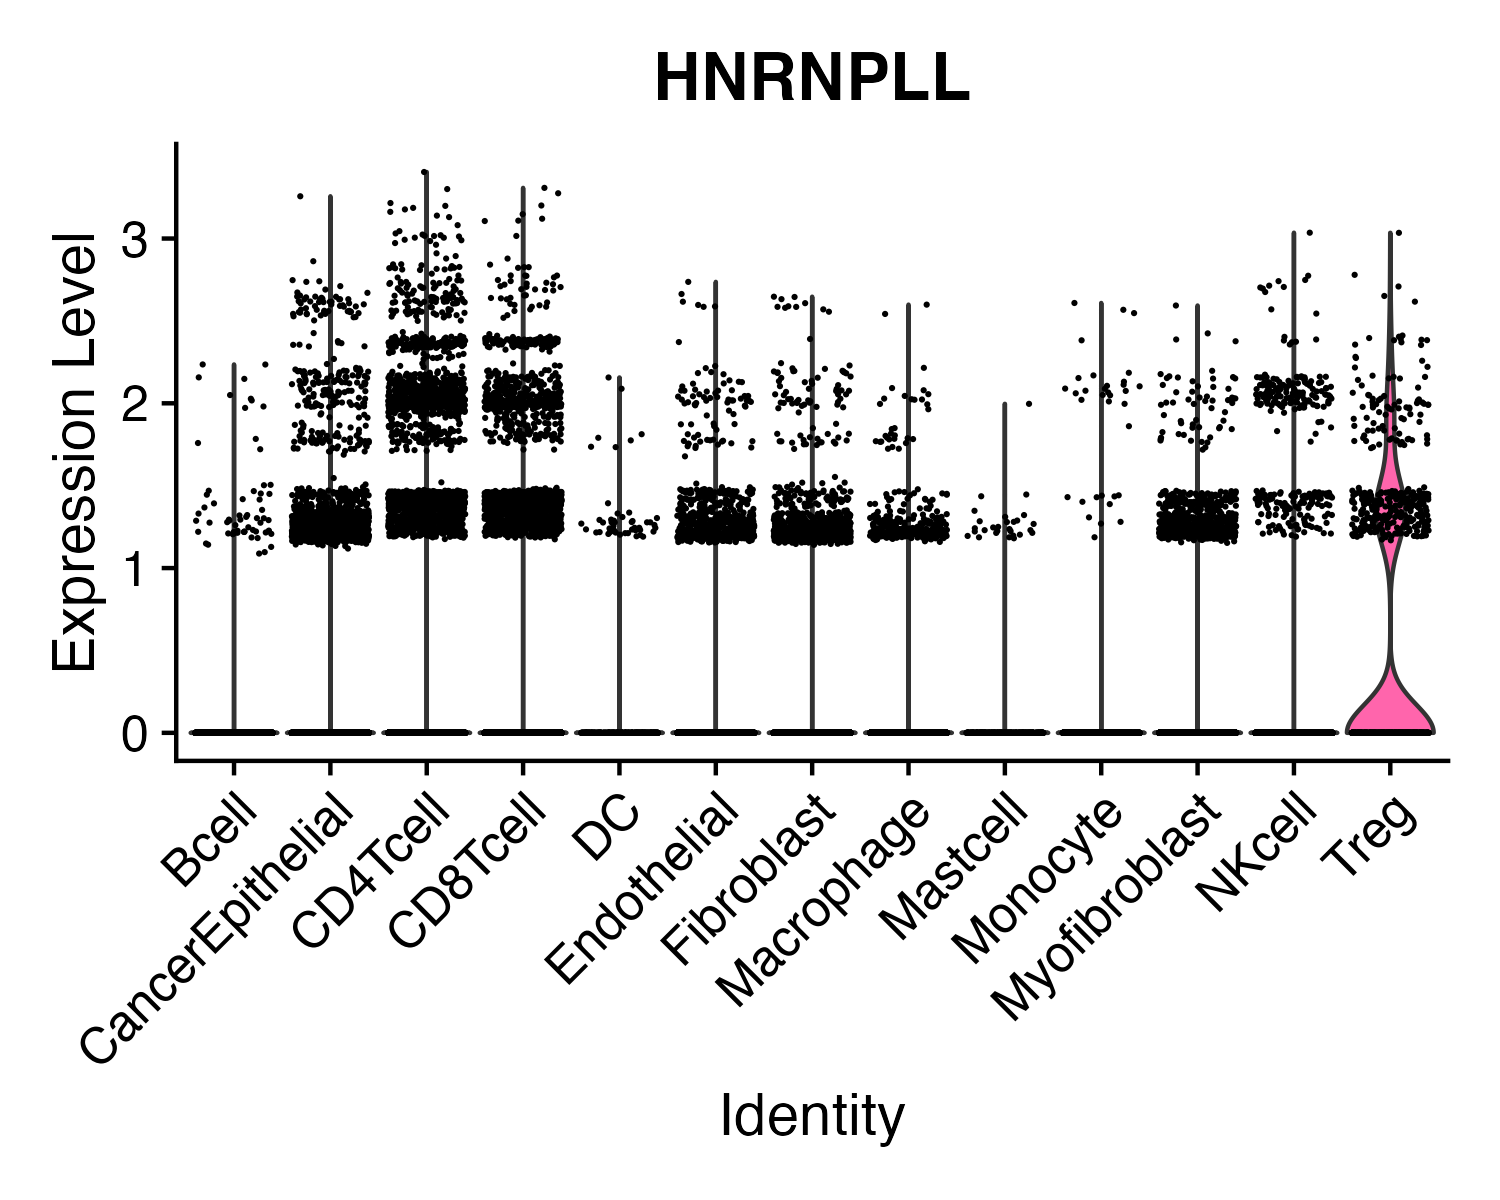 HNRNPLL
Expression Level
3
2
1
0
Bcell
CancerEpithelial
CD4Tcell
CD8Tcell
DC
Endothelial
Fibroblast
Macrophage
Mastcell
Monocyte
Myofibroblast
NKcell
Treg
Identity